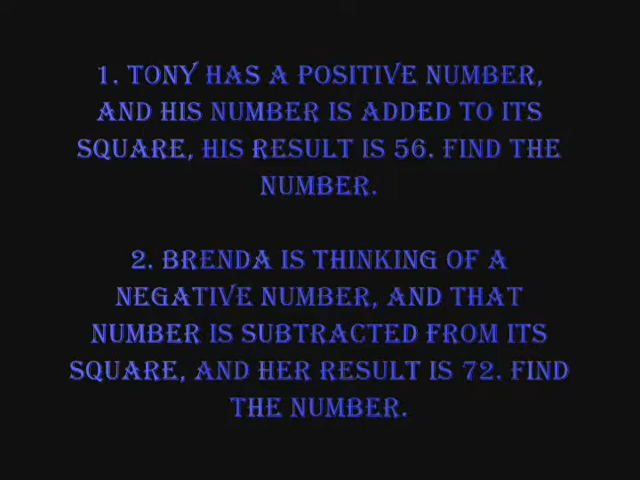 1. TONY HAS A POSITIVE NUMBER,
AND HIS NUMBER IS ADDED TO ITS
SQUARE, HIS RESULT IS 56. FIND THE
NUMBER.
2. BRENDA IS THINKING OF A
NEGATIVE NUMBER, AND THAT
NUMBER IS SUBTRACTED FROM ITS
SQUARE, AND HER RESULT IS 72. FIND
THE NUMBER.